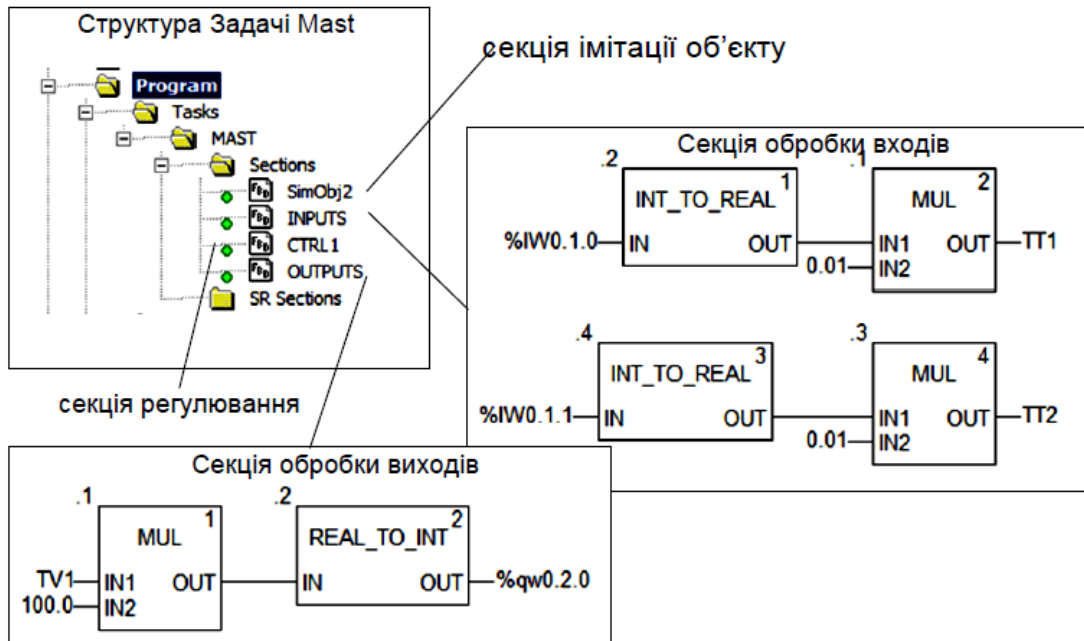 Структура Задачі Mast
Program
Tasks
MAST
Sections
SimObj2
INPUTS
CTRL1
OUTPUTS
SR Sections
секція імітації об’єкту
секція регулювання
Секція обробки входів
.2
1
INT_TO_REAL
%IW0.1.0
IN
OUT
.1
2
MUL
IN1
OUT
TT1
0.01
IN2
.4
3
INT_TO_REAL
%IW0.1.1
IN
OUT
.3
4
MUL
IN1
OUT
TT2
0.01
IN2
Секція обробки виходів
.1
1
MUL
TV1
IN1
OUT
100.0
IN2
.2
2
REAL_TO_INT
IN
OUT
%qw0.2.0